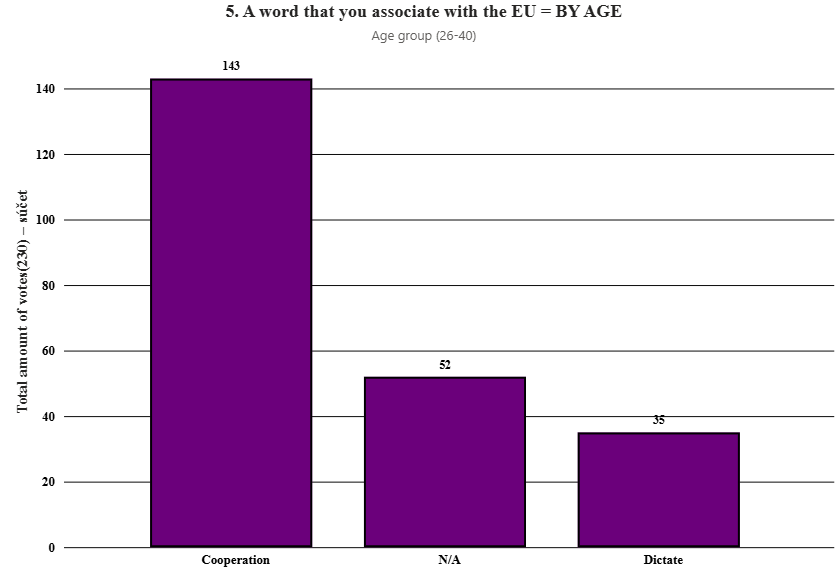 5. A word that you associate with the EU = BY AGE
Age group (26-40)
Total amount of votes(230) – súčet
140
120
100
80
60
40
20
0
143
52
35
Cooperation
N/A
Dictate